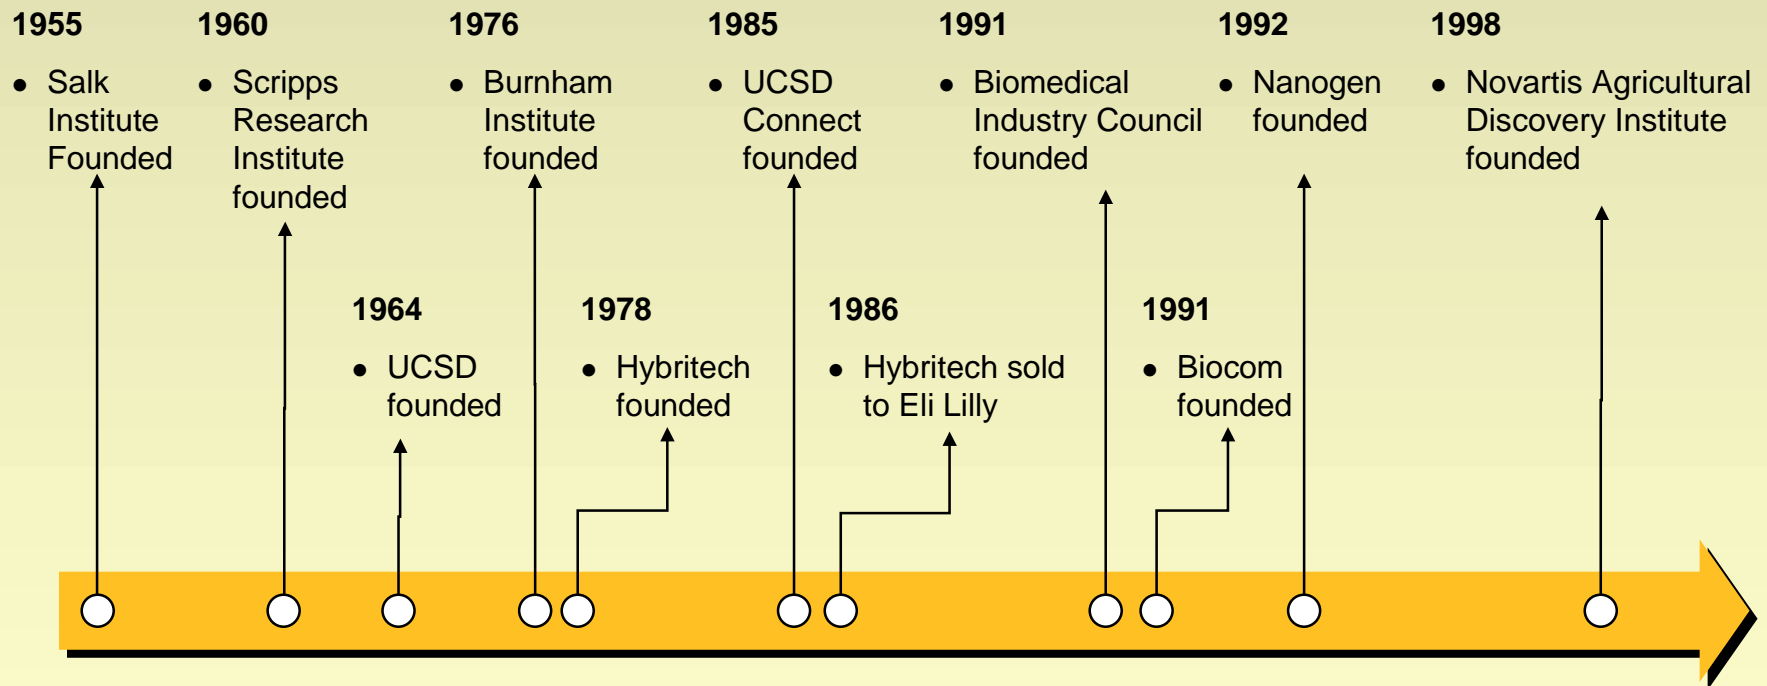 1955
● Salk
Institute
Founded
1960
● Scripps
Research
Institute
founded
1976
● Burnham
Institute
founded
1985
● UCSD
Connect
founded
1991
● Biomedical
Industry Council
founded
1992
● Nanogen
founded
1998
● Novartis Agricultural
Discovery Institute
founded
1964
● UCSD
founded
1978
● Hybritech
founded
1986
● Hybritech sold
to Eli Lilly
1991
● Biocom
founded